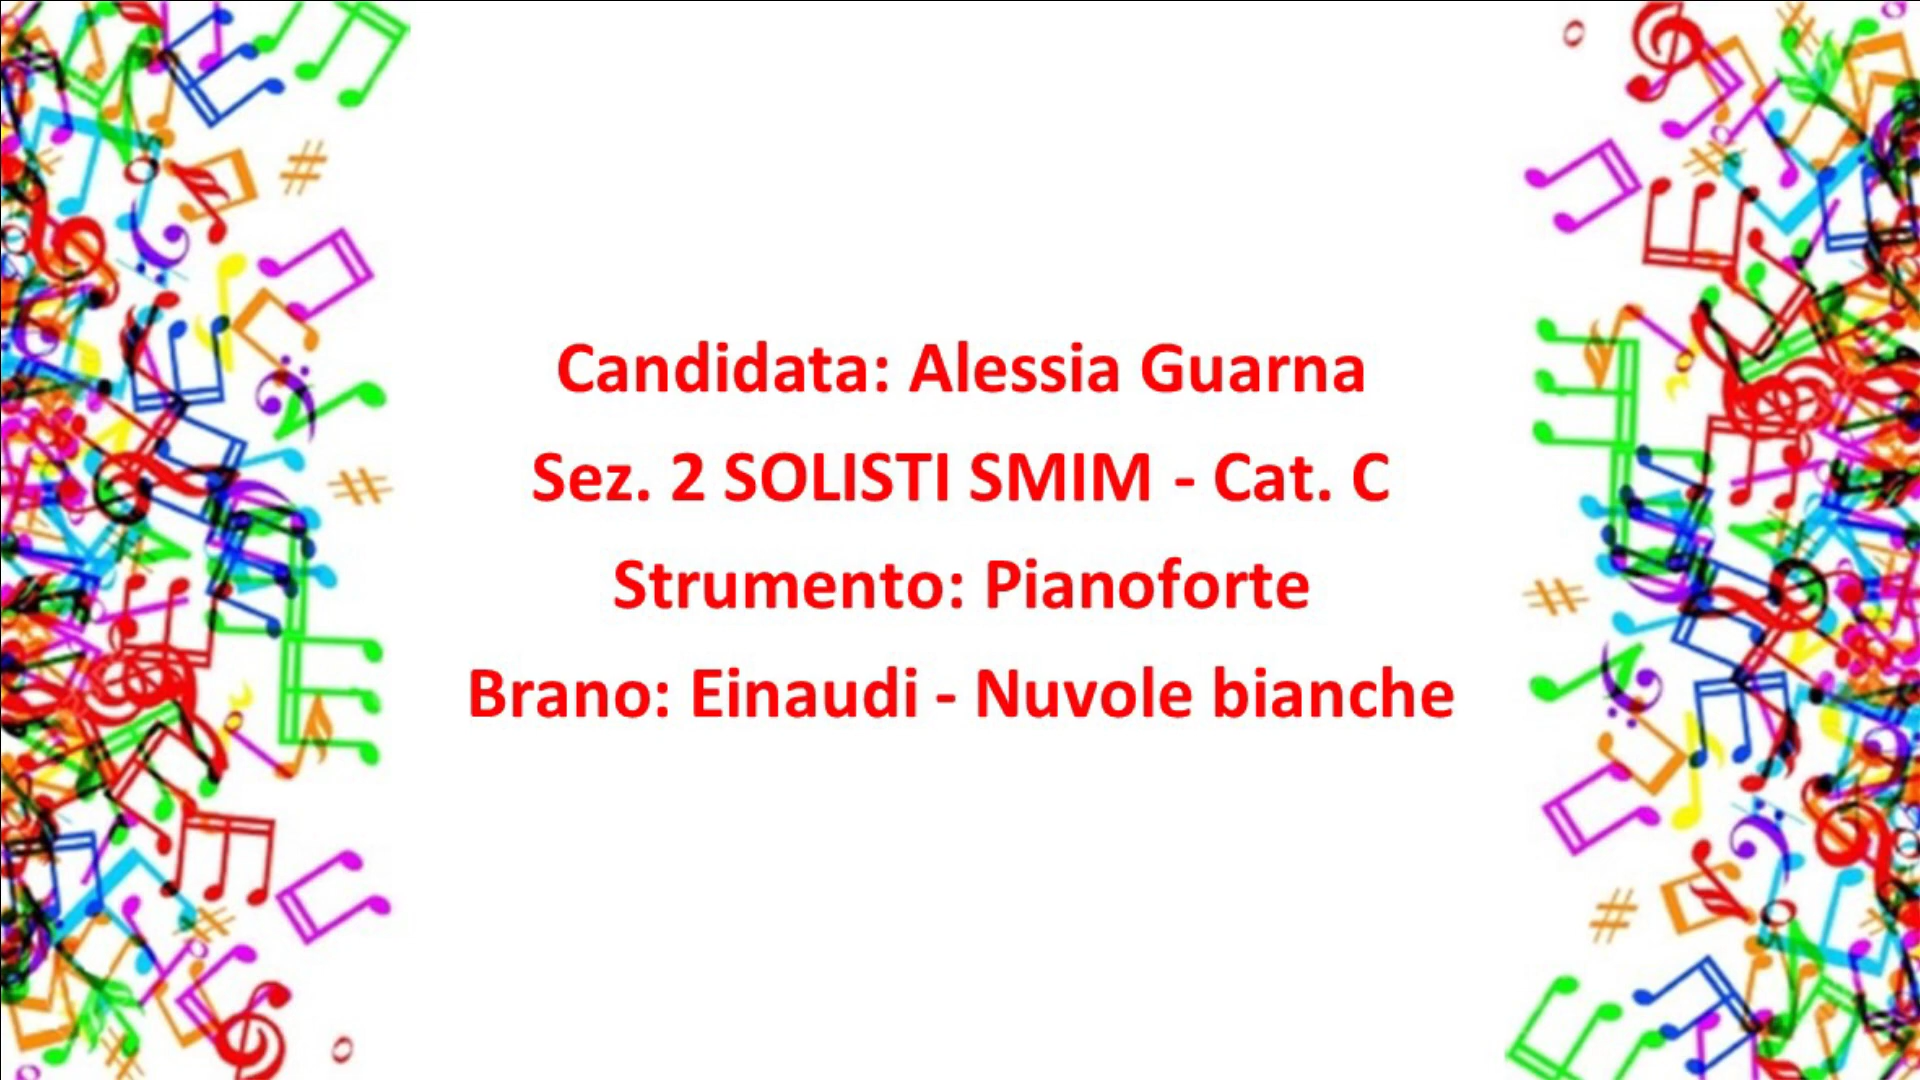 Candidata: Alessia Guarna
Sez. 2 SOLISTI SMIM - Cat. C
Strumento: Pianoforte
Brano: Einaudi - Nuvole bianche